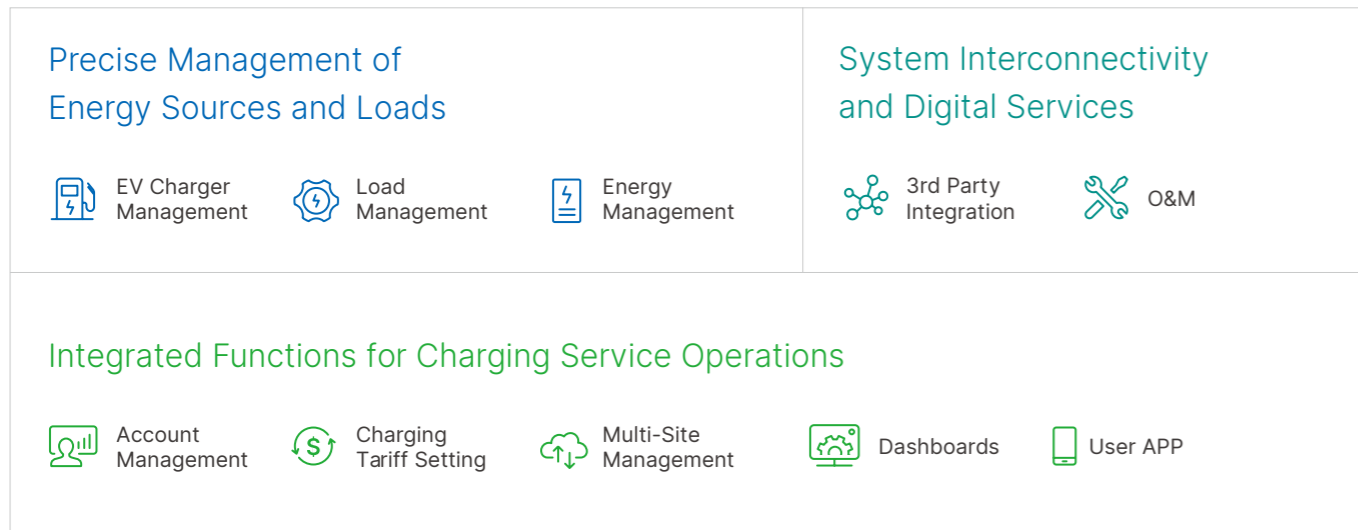 Precise Management of
Energy Sources and Loads
EV Charger
Management
Load
Management
Energy
Management
System Interconnectivity
and Digital Services
3rd Party
Integration
O&M
Integrated Functions for Charging Service Operations
Account
Management
$
Charging
Tariff Setting
Multi-Site
Management
Dashboards
User APP